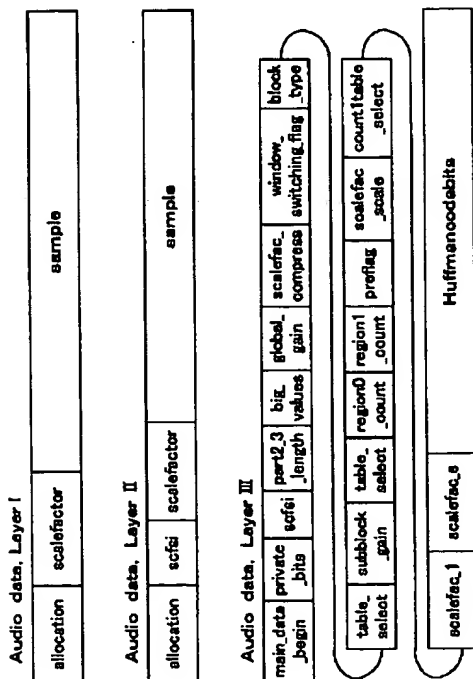 Audio data, Layer I
allocation scalefactor sample
Audio data, Layer II
allocation scfsi scalefactor sample
Audio data, Layer III
main_data_begin private_bits scfsi part2_3_length big_values global_gain scalefac_compress window_switching_flag block_type
table_select subblock_gain table_select region0_count region1_count preflag scalefac_scale count1table_select
scalefac_1 scalefac_s Huffmancodebits